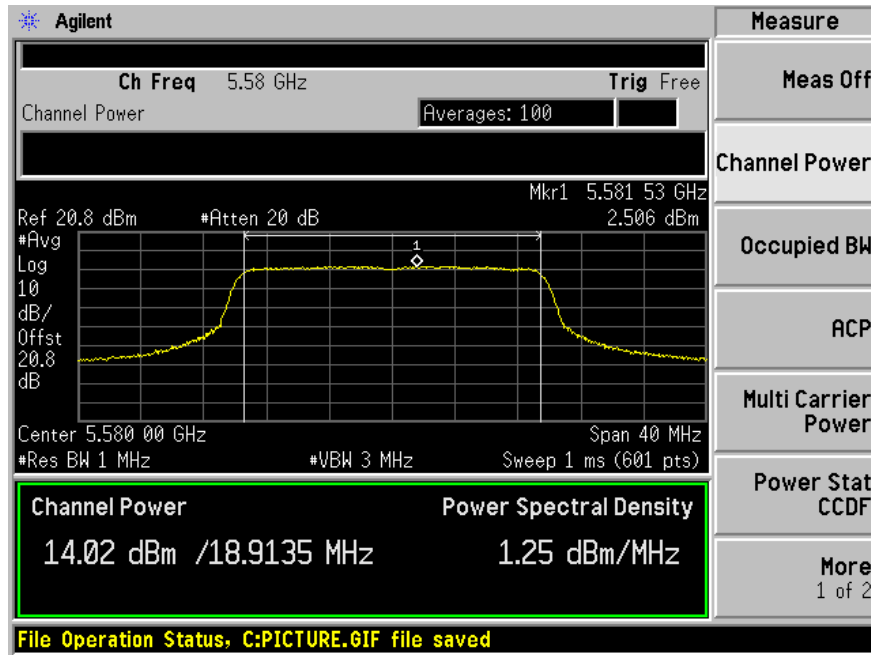 Agilent
Measure
Ch Freq 5.58 GHz Trig Free
Channel Power Averages: 100
Mkr1 5.581 53 GHz
Ref 20.8 dBm #Atten 20 dB 2.506 dBm
#Avg
Log
10
dB/
Offst
20.8
dB
1
Center 5.580 00 GHz Span 40 MHz
#Res BW 1 MHz #VBW 3 MHz Sweep 1 ms (601 pts)
Channel Power Power Spectral Density
14.02 dBm /18.9135 MHz 1.25 dBm/MHz
File Operation Status, C:PICTURE.GIF file saved
Meas Off
Channel Power
Occupied BW
ACP
Multi Carrier
Power
Power Stat
CCDF
More
1 of 2